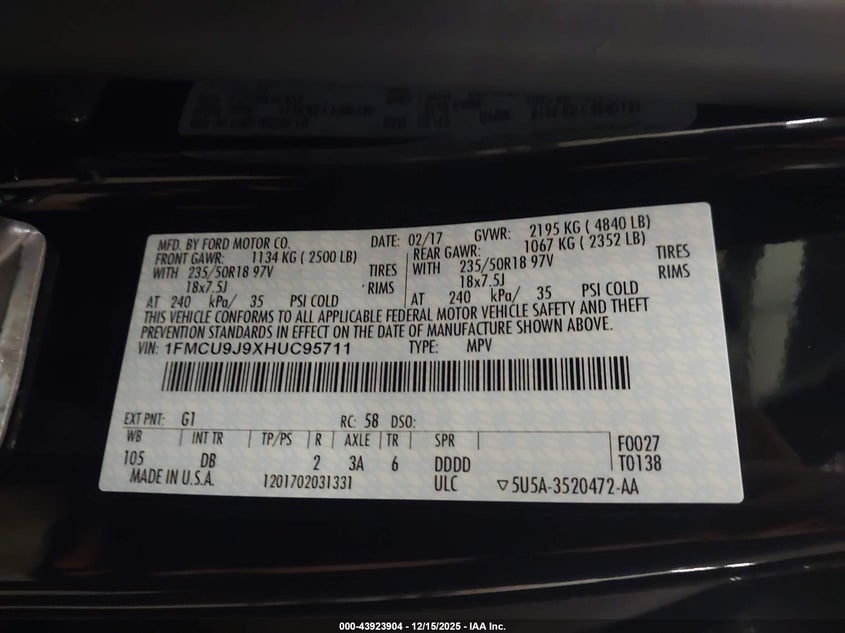 MFD. BY FORD MOTOR CO. DATE: 02/17 GVWR: 2195 KG ( 4840 LB)
FRONT GAWR: 1134 KG ( 2500 LB) REAR GAWR: 1067 KG ( 2352 LB)
WITH 235/50R18 97V TIRES WITH 235/50R18 97V TIRES
18x7.5J RIMS 18x7.5J RIMS
AT 240 kPa/ 35 PSI COLD AT 240 kPa/ 35 PSI COLD
THIS VEHICLE CONFORMS TO ALL APPLICABLE FEDERAL MOTOR VEHICLE SAFETY AND THEFT
PREVENTION STANDARDS IN EFFECT ON THE DATE OF MANUFACTURE SHOWN ABOVE.
VIN: 1FMCU9J9XHUC95711 TYPE: MPV
EXT PNT: G1 RC: 58 DSO:
WB INT TR TP/PS R AXLE TR SPR F0027
105 DB 2 3A 6 DDDD T0138
MADE IN U.S.A. 1201702031331 ULC ▽5U5A-3520472-AA
000-43923904 - 12/15/2025 - IAA Inc.